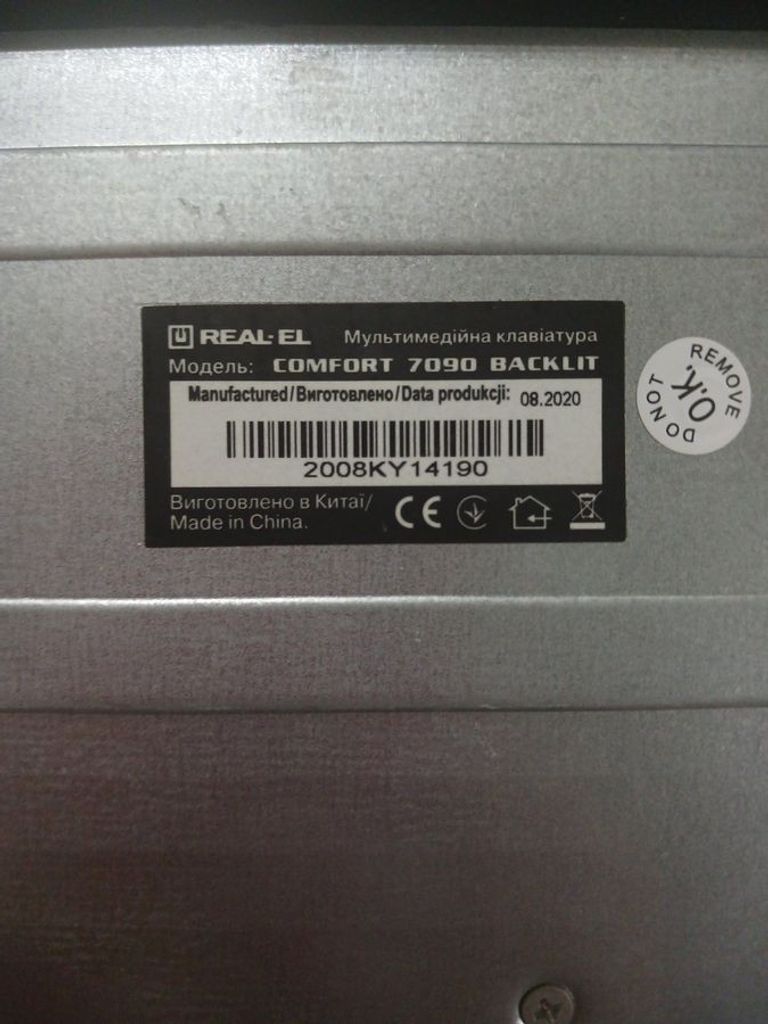 REAL-EL Мультимедійна клавіатура
Модель: COMFORT 7090 BACKLIT
Manufactured/Виготовлено/Data produkcji: 08.2020
2008KY14190
Виготовлено в Китаї/
Made in China.
CE
DO NOT REMOVE
O.K.